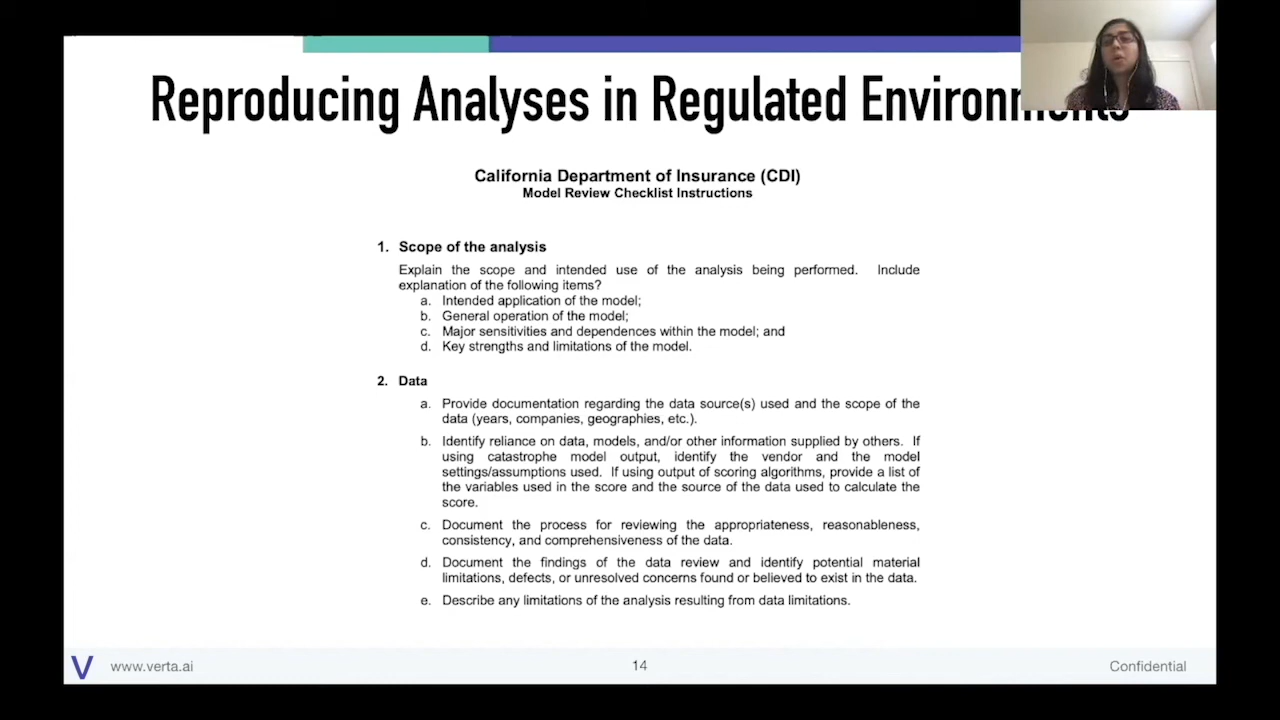 Reproducing Analyses in Regulated
California Department of Insurance (CDI)
Model Review Checklist Instructions
1. Scope of the analysis
Explain the scope and intended use of the analysis being performed. Include
explanation of the following items?
a. Intended application of the model;
b. General operation of the model;
c. Major sensitivities and dependences within the model; and
d. Key strengths and limitations of the model.
2. Data
a. Provide documentation regarding the data source(s) used and the scope of the
data (years, companies, geographies, etc.).
b. Identify reliance on data, models, and/or other information supplied by others. If
using catastrophe model output, identify the vendor and the model
settings/assumptions used. If using output of scoring algorithms, provide a list of
the variables used in the score and the source of the data used to calculate the
score.
c. Document the process for reviewing the appropriateness, reasonableness,
consistency, and comprehensiveness of the data.
d. Document the findings of the data review and identify potential material
limitations, defects, or unresolved concerns found or believed to exist in the data.
e. Describe any limitations of the analysis resulting from data limitations.
V www.verta.ai 14 Confidential